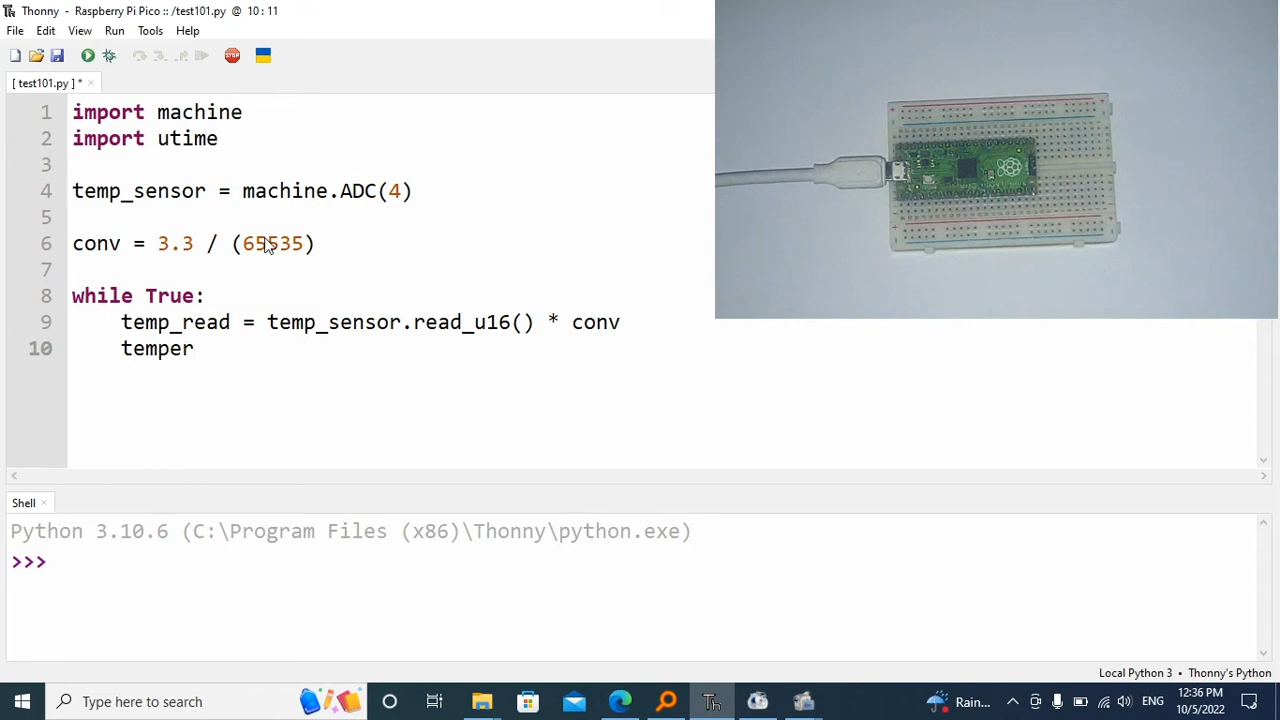 Thonny - Raspberry Pi Pico :: /test101.py @ 10 : 11
File Edit View Run Tools Help
STOP
[ test101.py ] * ×
1 import machine
2 import utime
3
4 temp_sensor = machine.ADC(4)
5
6 conv = 3.3 / (65535)
7
8 while True:
9 temp_read = temp_sensor.read_u16() * conv
10 temper
Shell ×
Python 3.10.6 (C:\Program Files (x86)\Thonny\python.exe)
>>>
Local Python 3 • Thonny's Python
Type here to search
Rain...
ENG
12:36 PM
10/5/2022